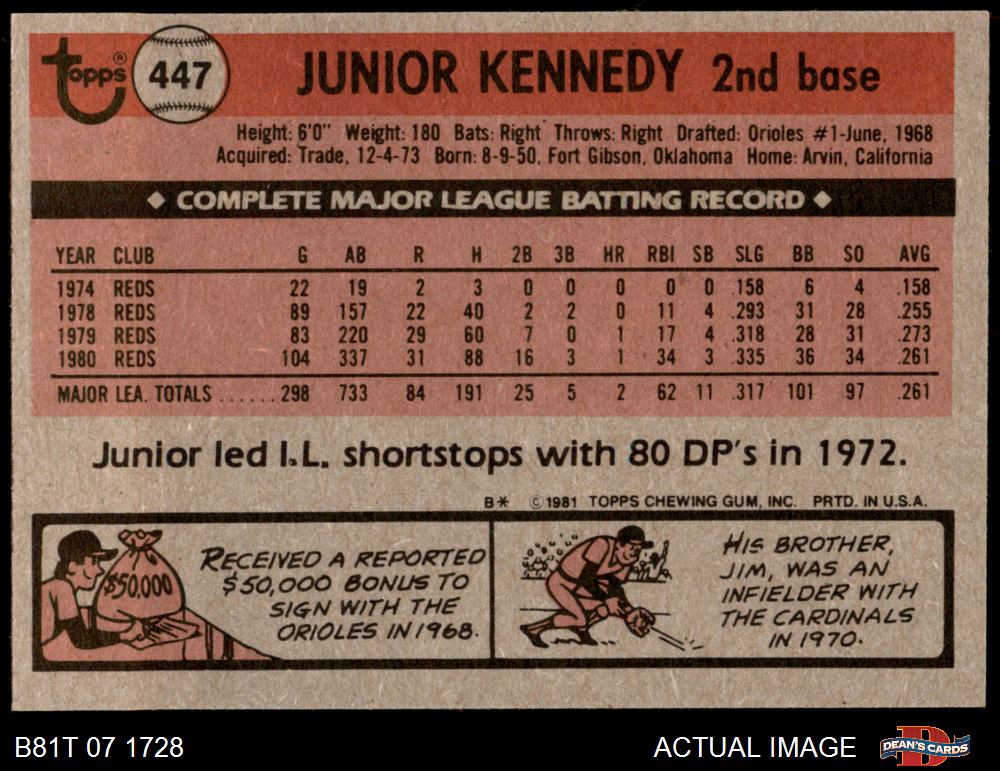 Topps® 447 JUNIOR KENNEDY 2nd base
Height: 6'0" Weight: 180 Bats: Right Throws: Right Drafted: Orioles #1-June, 1968
Acquired: Trade, 12-4-73 Born: 8-9-50, Fort Gibson, Oklahoma Home: Arvin, California
◆ COMPLETE MAJOR LEAGUE BATTING RECORD ◆
YEAR CLUB G AB R H 2B 3B HR RBI SB SLG BB SO AVG
1974 REDS 22 19 2 3 0 0 0 0 0 .158 6 4 .158
1978 REDS 89 157 22 40 2 2 0 11 4 .293 31 28 .255
1979 REDS 83 220 29 60 7 0 1 17 4 .318 28 31 .273
1980 REDS 104 337 31 88 16 3 1 34 3 .335 36 34 .261
MAJOR LEA. TOTALS ...... 298 733 84 191 25 5 2 62 11 .317 101 97 .261
Junior led I.L. shortstops with 80 DP's in 1972.
B* © 1981 TOPPS CHEWING GUM, INC. PRTD. IN U.S.A.
$50,000
RECEIVED A REPORTED
$50,000 BONUS TO
SIGN WITH THE
ORIOLES IN 1968.
HIS BROTHER,
JIM, WAS AN
INFIELDER WITH
THE CARDINALS
IN 1970.
B81T 07 1728 ACTUAL IMAGE DEAN'S CARDS